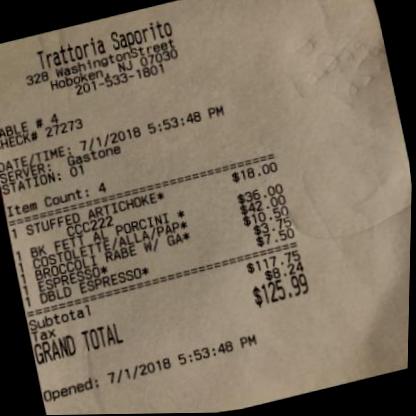 Trattoria Saporito
328 WashingtonStreet
Hoboken, NJ 07030
201-533-1801
ABLE # 4
HECK# 27273
DATE/TIME: 7/1/2018 5:53:48 PM
SERVER: Gastone
STATION: 01
Item Count: 4
1 STUFFED ARTICHOKE* $18.00
CCC222
1 BK FETT AL PORCINI * $36.00
1 COSTOLETTE/ALLA/PAP* $42.00
1 BROCCOLI RABE W/ GA* $10.50
1 ESPRESSO* $3.75
1 DBLD ESPRESSO* $7.50
Subtotal $117.75
Tax $8.24
GRAND TOTAL $125.99
Opened: 7/1/2018 5:53:48 PM